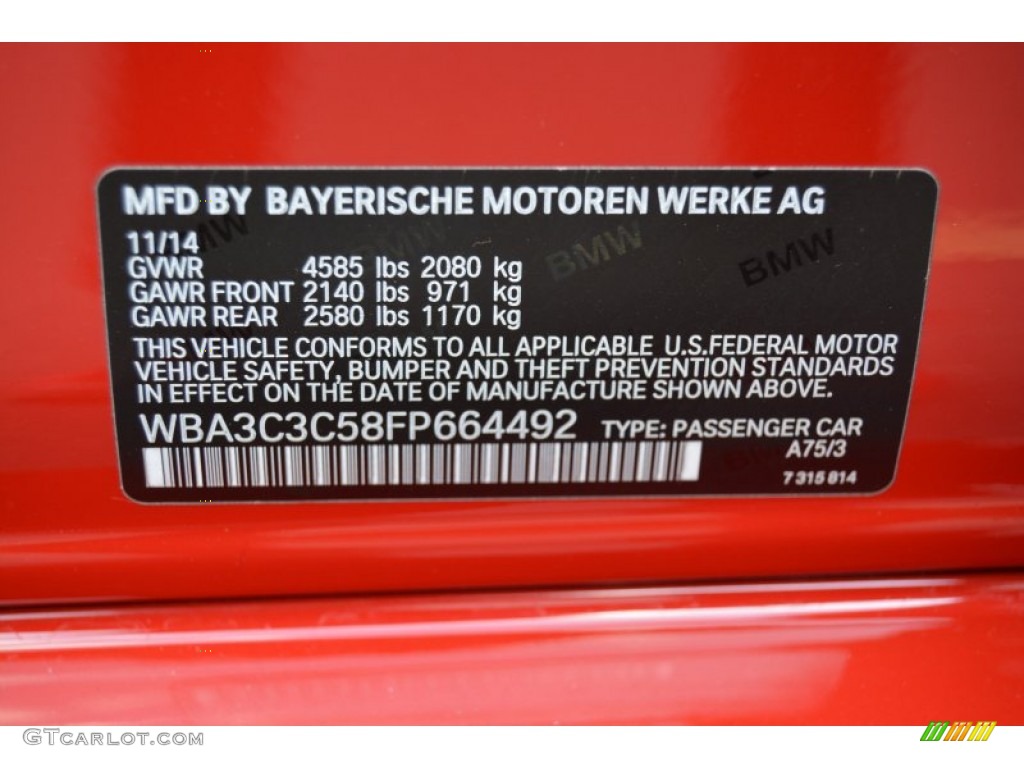 MFD BY BAYERISCHE MOTOREN WERKE AG
11/14
GVWR 4585 lbs 2080 kg
GAWR FRONT 2140 lbs 971 kg
GAWR REAR 2580 lbs 1170 kg
THIS VEHICLE CONFORMS TO ALL APPLICABLE U.S.FEDERAL MOTOR
VEHICLE SAFETY, BUMPER AND THEFT PREVENTION STANDARDS
IN EFFECT ON THE DATE OF MANUFACTURE SHOWN ABOVE.
WBA3C3C58FP664492 TYPE: PASSENGER CAR
A75/3
7 315 814
BMW BMW BMW BMW
GTCarLot.com